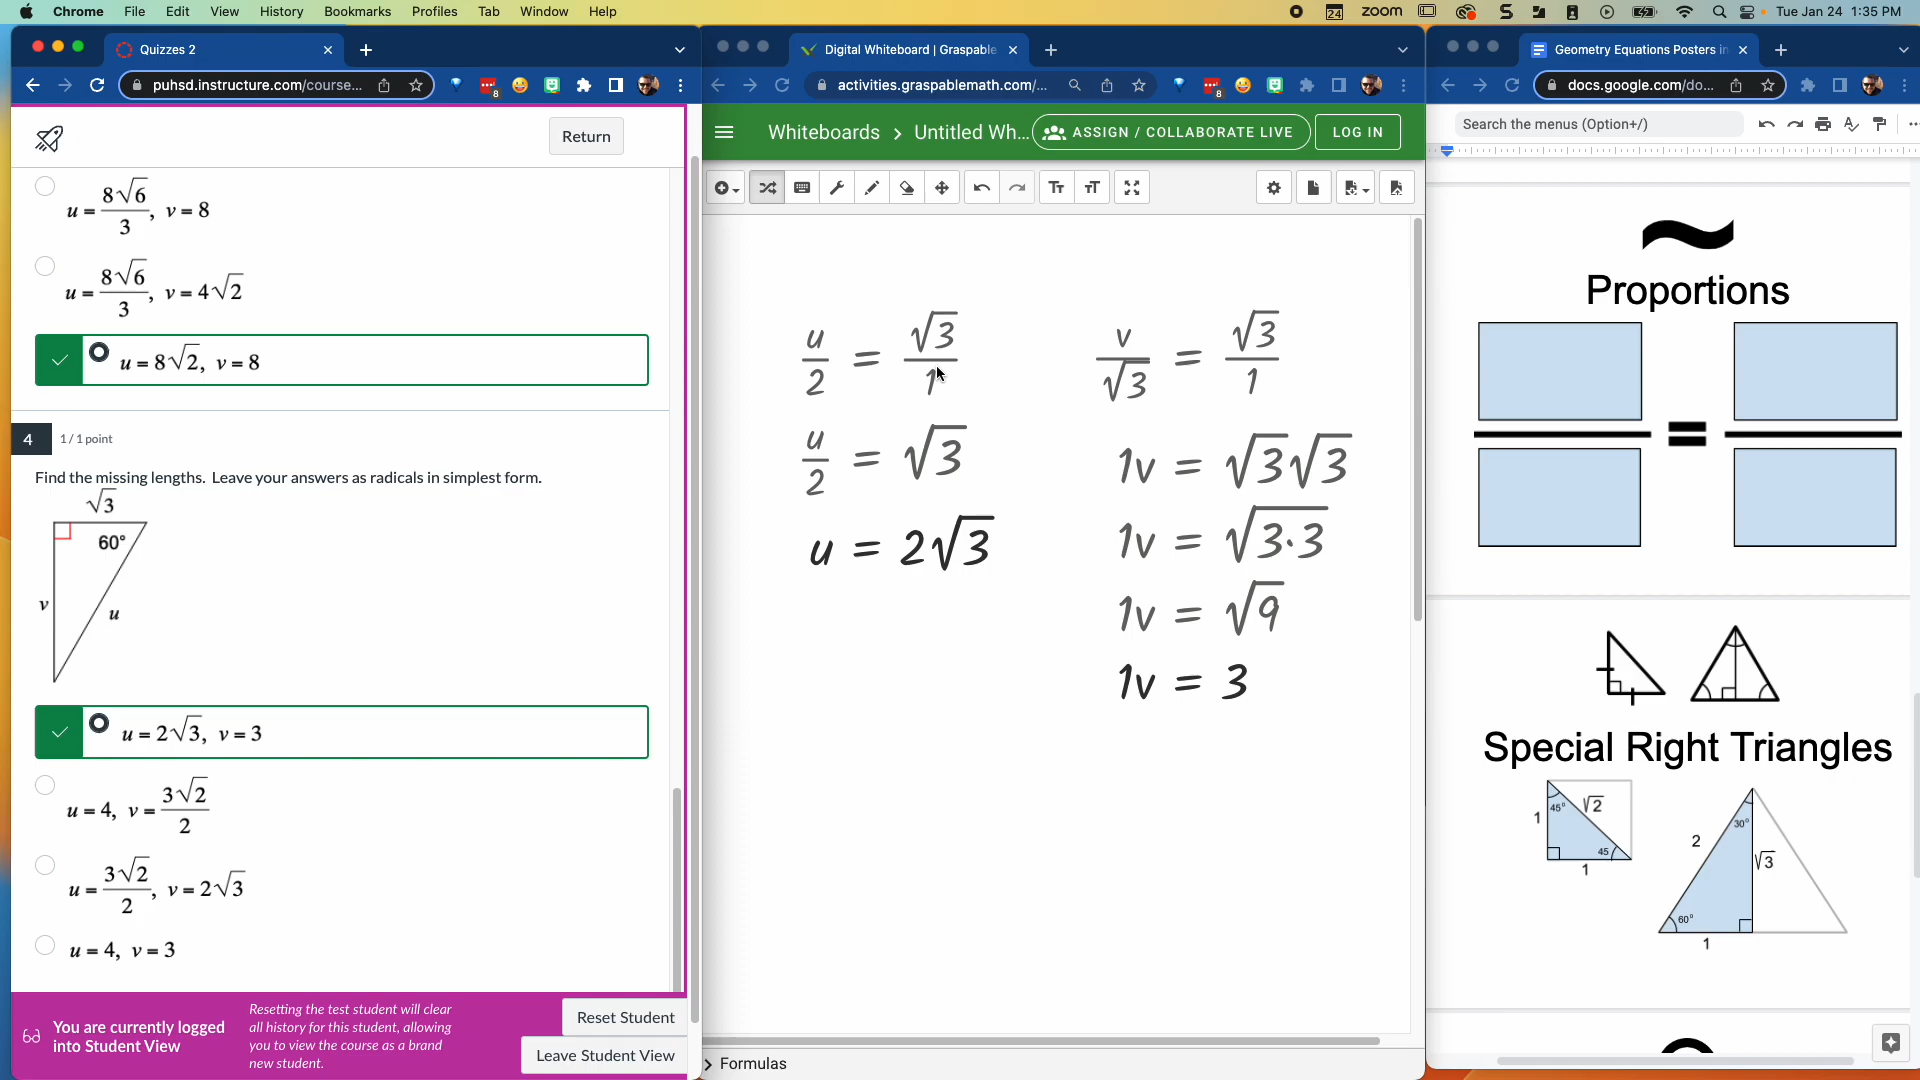 Chrome File Edit View History Bookmarks Profiles Tab Window Help
24 zoom Tue Jan 24 1:35 PM
Quizzes 2
puhsd.instructure.com/course...
8
Digital Whiteboard | Graspable
activities.graspablemath.com/...
8
Geometry Equations Posters in
docs.google.com/do...
Return
u = 8√6/3, v = 8
u = 8√6/3, v = 4√2
u = 8√2, v = 8
4 1 / 1 point
Find the missing lengths. Leave your answers as radicals in simplest form.
√3
60°
v
u
u = 2√3, v = 3
u = 4, v = 3√2/2
u = 3√2/2, v = 2√3
u = 4, v = 3
You are currently logged
into Student View
Resetting the test student will clear
all history for this student, allowing
you to view the course as a brand
new student.
Reset Student
Leave Student View
Whiteboards > Untitled Wh... ASSIGN / COLLABORATE LIVE LOG IN
u/2 = √3/1
u/2 = √3
u = 2√3
v/√3 = √3/1
1v = √3√3
1v = √3·3
1v = √9
1v = 3
Formulas
Search the menus (Option+/)
~
Proportions
=
Special Right Triangles
45° √2
1
45
1
30°
2
√3
60°
1